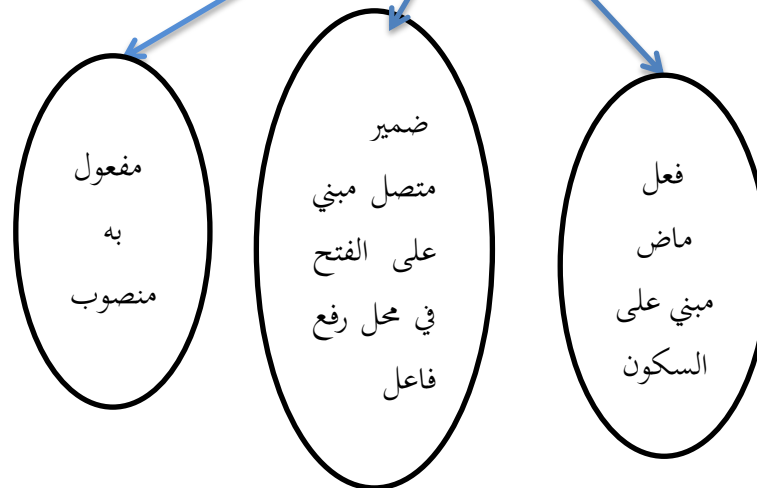 فعل
ماض
مبني على
السكون
ضمير
متصل مبني
على الفتح
في محل رفع
فاعل
مفعول
به
منصوب